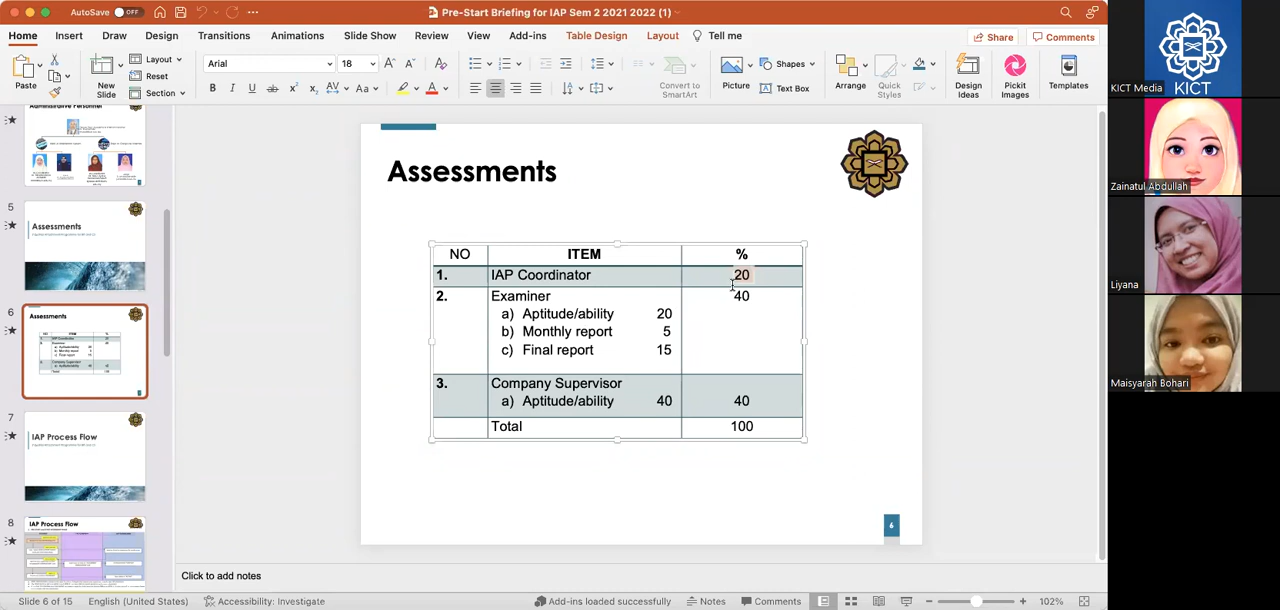 AutoSave OFF
Pre-Start Briefing for IAP Sem 2 2021 2022 (1)
Home Insert Draw Design Transitions Animations Slide Show Review View Add-ins Table Design Layout Tell me
Share Comments
Paste
New Slide
Layout
Reset
Section
Arial 18
Convert to SmartArt
Picture
Shapes
Text Box
Arrange
Quick Styles
Design Ideas
Pickit Images
Templates
Administrative Personnel
5
Assessments
6
Assessments
7
IAP Process Flow
8
IAP Process Flow
Assessments
NO ITEM %
1. IAP Coordinator 20
2. Examiner 40
a) Aptitude/ability 20
b) Monthly report 5
c) Final report 15
3. Company Supervisor
a) Aptitude/ability 40 40
Total 100
6
Click to add notes
Slide 6 of 15 English (United States) Accessibility: Investigate Add-ins loaded successfully Notes Comments 102%
KICT
KICT Media
Zainatul Abdullah
Liyana
Maisyarah Bohari